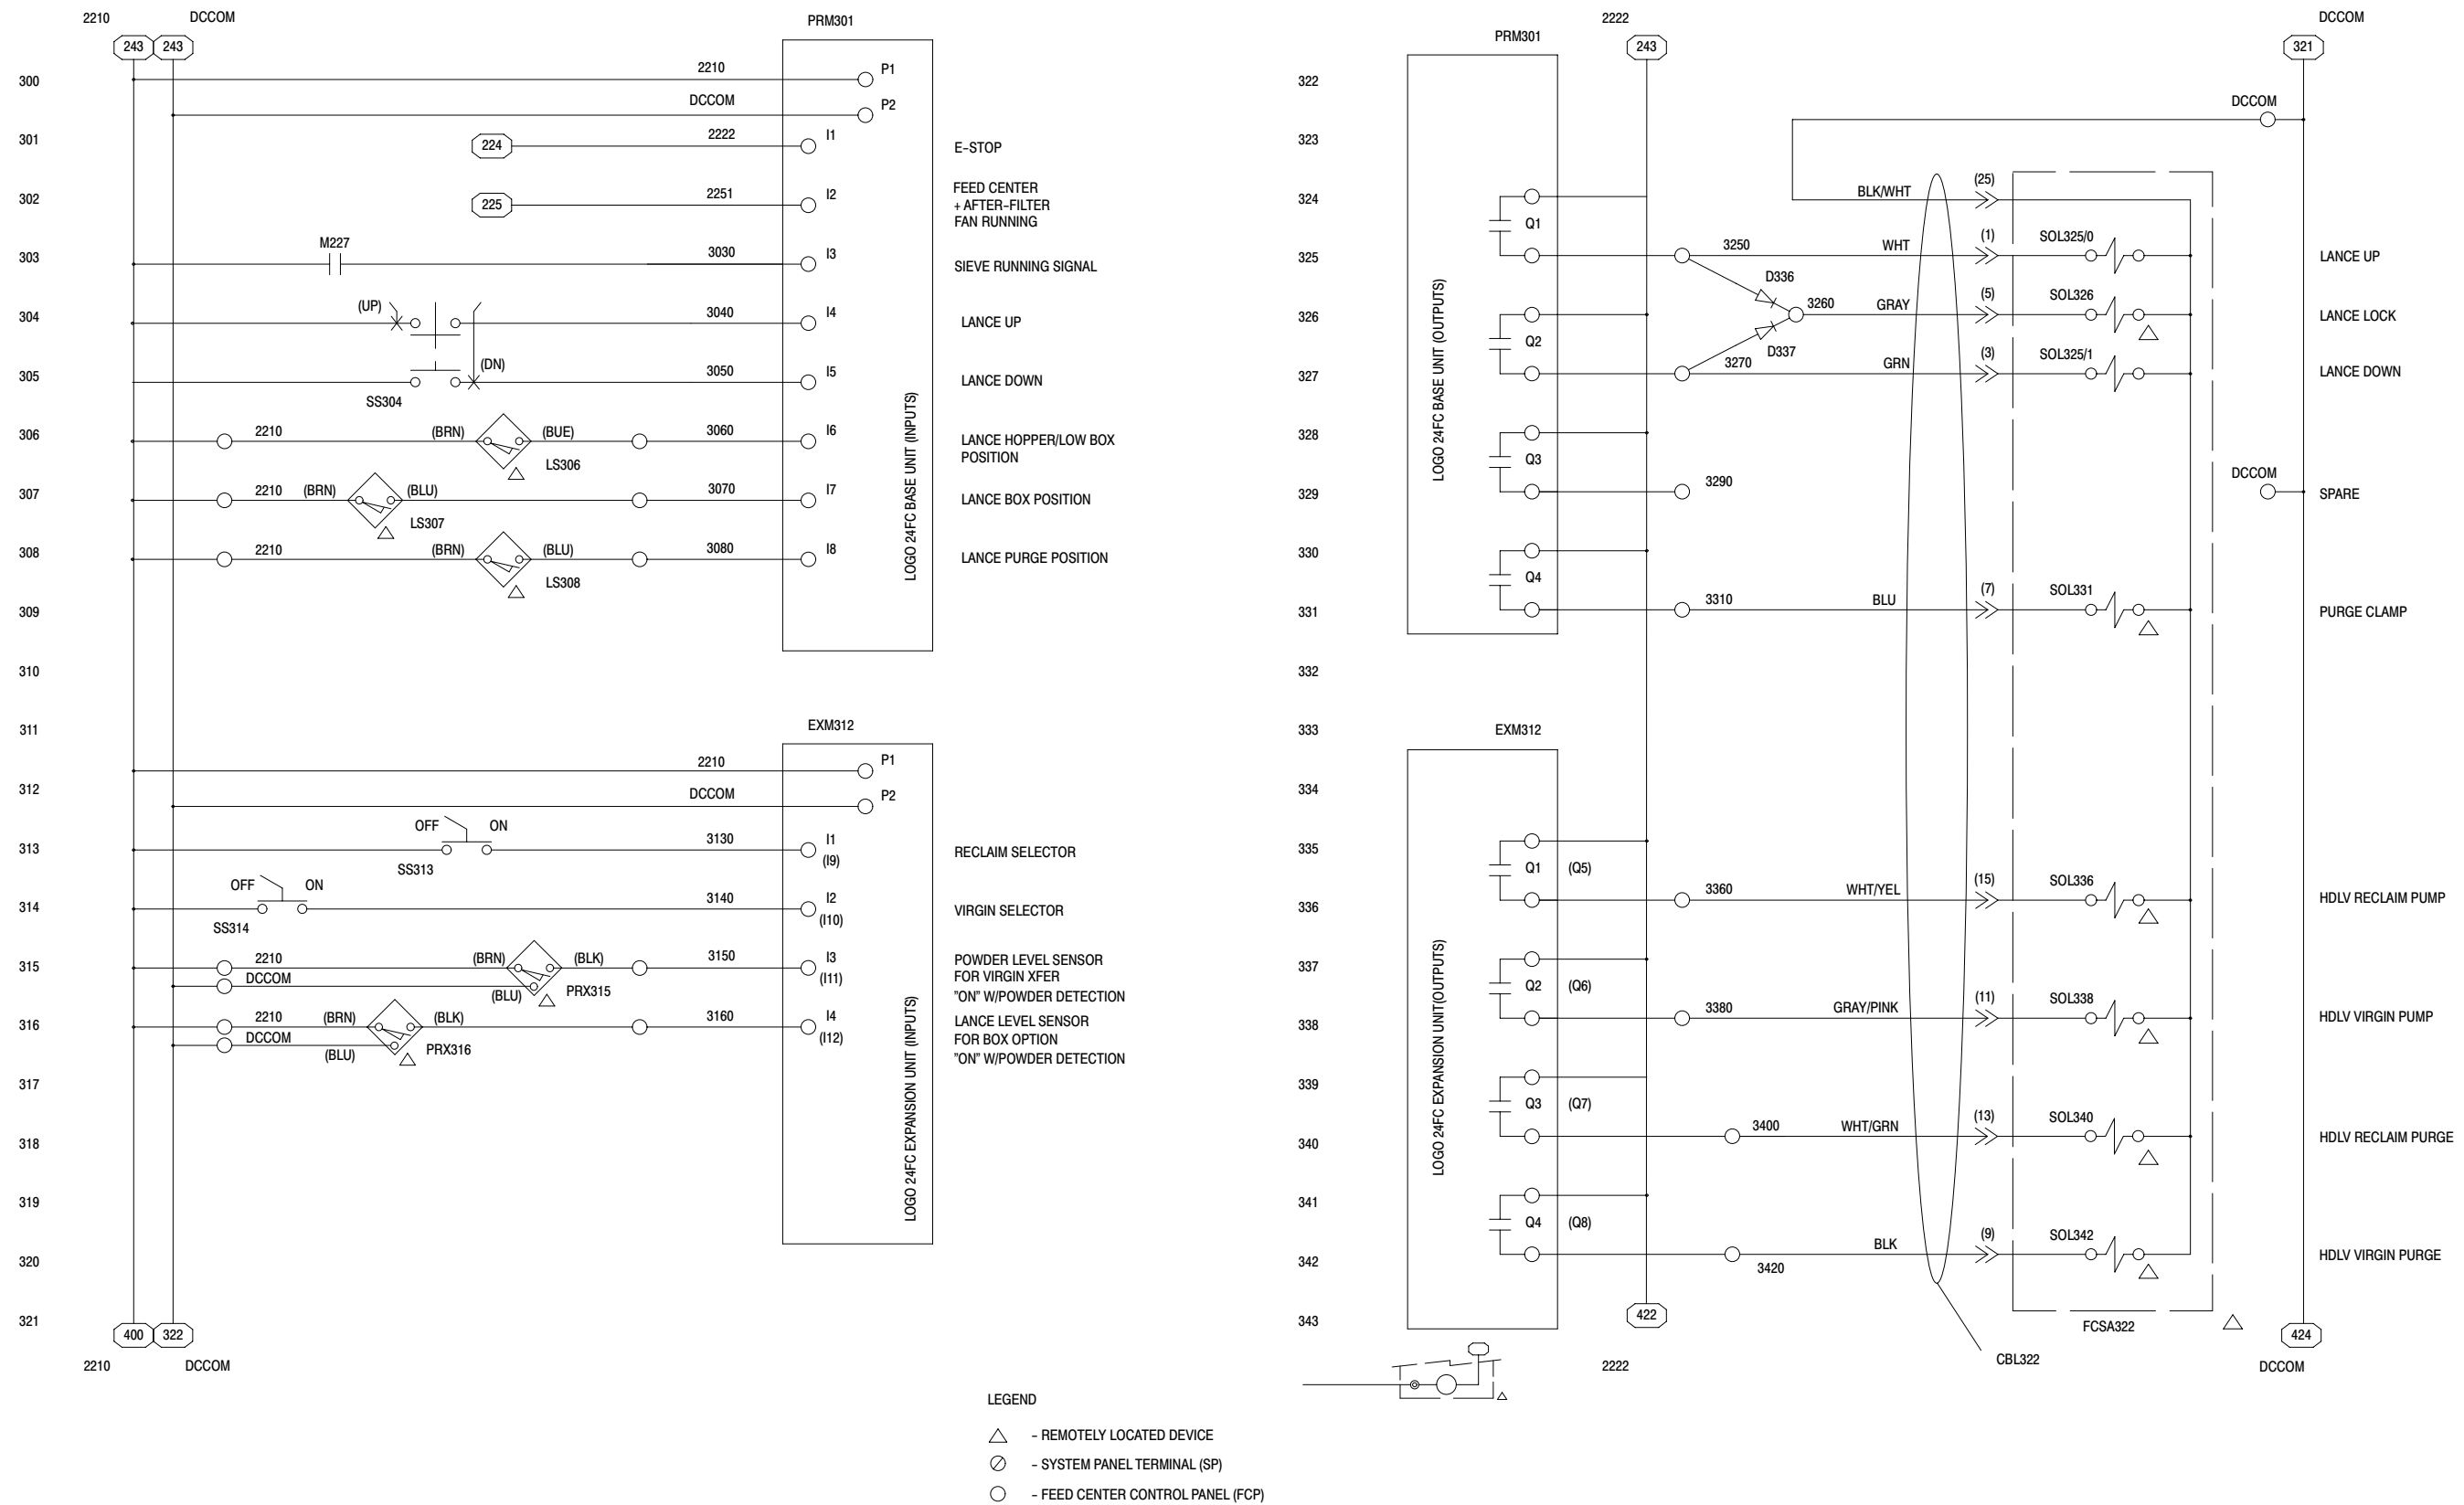 2210 DCCOM
243 243
PRM301
300 2210 P1
DCCOM P2
301 224 2222 I1 E-STOP
302 225 2251 I2 FEED CENTER
+ AFTER-FILTER
FAN RUNNING
303 M227 3030 I3 SIEVE RUNNING SIGNAL
304 (UP) 3040 I4 LANCE UP
305 (DN) 3050 I5 LANCE DOWN
SS304
306 2210 (BRN) (BUE) 3060 I6 LANCE HOPPER/LOW BOX
POSITION
LS306
307 2210 (BRN) (BLU) 3070 I7 LANCE BOX POSITION
LS307
308 2210 (BRN) (BLU) 3080 I8 LANCE PURGE POSITION
LS308
LOGO 24FC BASE UNIT (INPUTS)
309
310
311 EXM312
2210 P1
312 DCCOM P2
313 OFF ON 3130 I1 RECLAIM SELECTOR
SS313 (I9)
314 OFF ON 3140 I2 VIRGIN SELECTOR
SS314 (I10)
315 2210 (BRN) (BLK) 3150 I3 POWDER LEVEL SENSOR
DCCOM (BLU) PRX315 (I11) FOR VIRGIN XFER
"ON" W/POWDER DETECTION
316 2210 (BRN) (BLK) 3160 I4 LANCE LEVEL SENSOR
DCCOM (BLU) PRX316 (I12) FOR BOX OPTION
"ON" W/POWDER DETECTION
LOGO 24FC EXPANSION UNIT (INPUTS)
317
318
319
320
321
400 322
2210 DCCOM
2222 DCCOM
PRM301 243 321
322
DCCOM
323
324 BLK/WHT (25)
Q1
325 3250 WHT (1) SOL325/0 LANCE UP
D336
326 3260 GRAY (5) SOL326 LANCE LOCK
Q2 D337
327 3270 GRN (3) SOL325/1 LANCE DOWN
328
Q3
329 3290 DCCOM SPARE
330
Q4
331 3310 BLU (7) SOL331 PURGE CLAMP
LOGO 24FC BASE UNIT (OUTPUTS)
332
333 EXM312
334
335
Q1 (Q5)
336 3360 WHT/YEL (15) SOL336 HDLV RECLAIM PUMP
337
Q2 (Q6)
338 3380 GRAY/PINK (11) SOL338 HDLV VIRGIN PUMP
339
Q3 (Q7)
340 3400 WHT/GRN (13) SOL340 HDLV RECLAIM PURGE
341
Q4 (Q8)
342 3420 BLK (9) SOL342 HDLV VIRGIN PURGE
LOGO 24FC EXPANSION UNIT(OUTPUTS)
343
422 FCSA322 424
2222 CBL322 DCCOM
LEGEND
- REMOTELY LOCATED DEVICE
- SYSTEM PANEL TERMINAL (SP)
- FEED CENTER CONTROL PANEL (FCP)